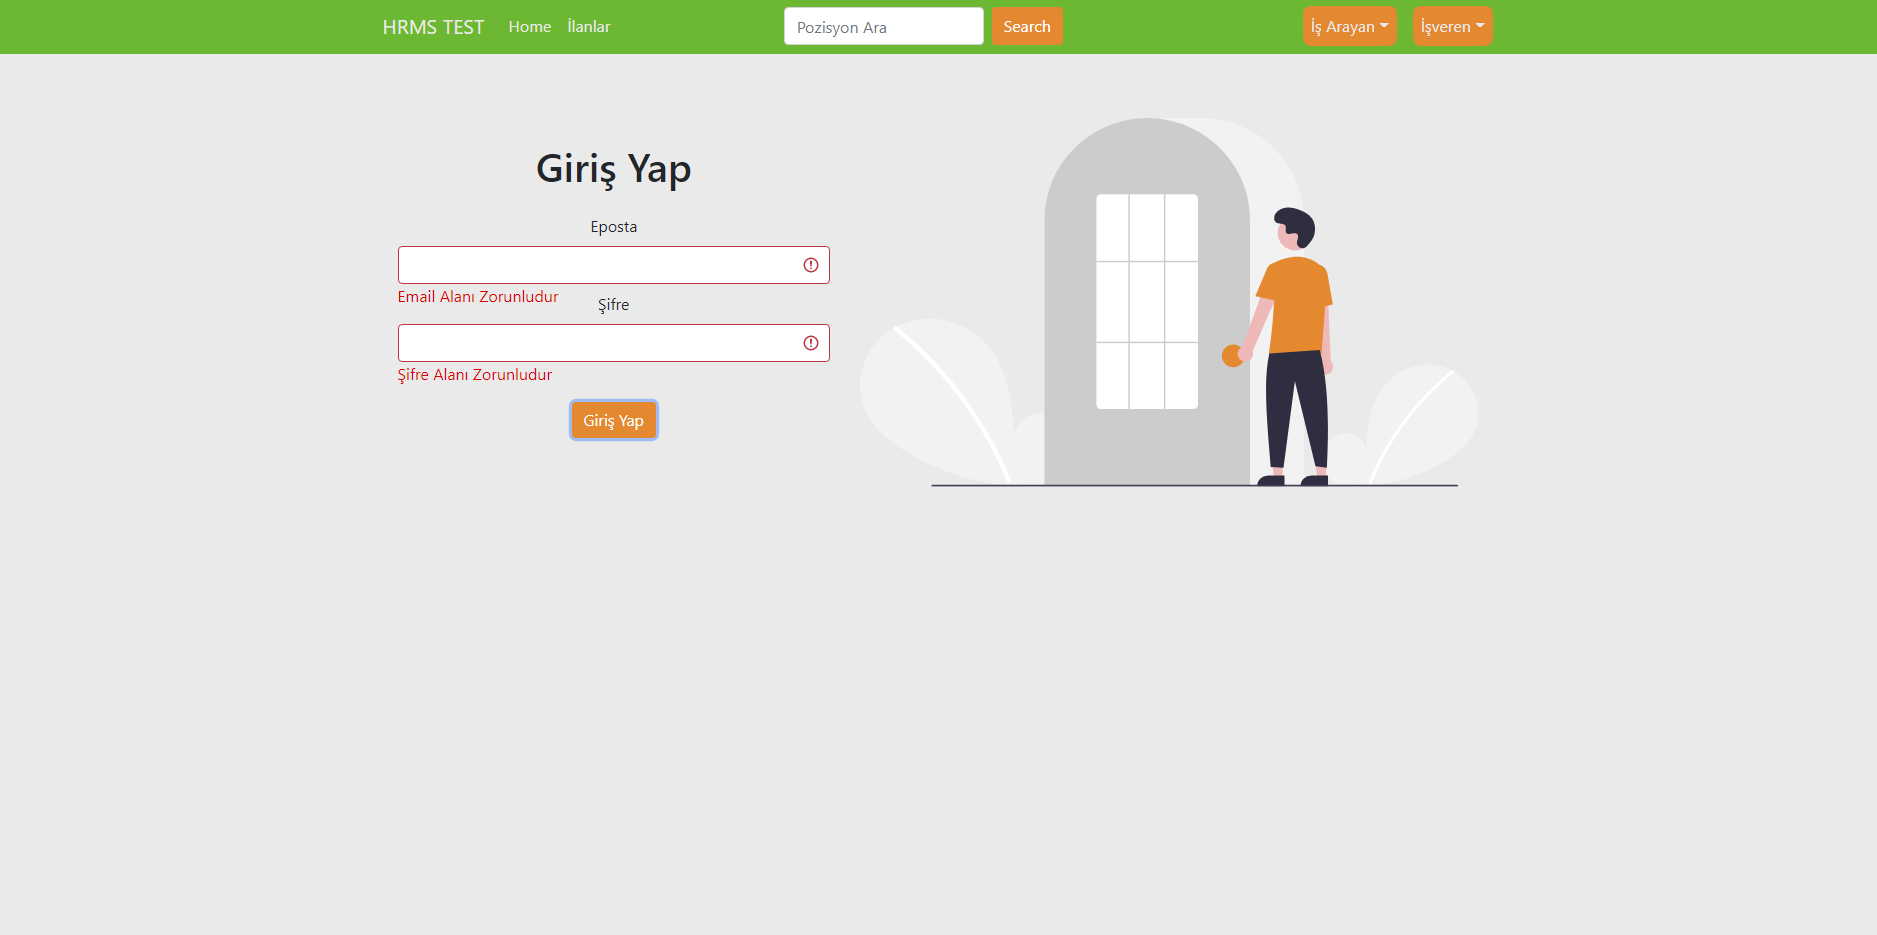 HRMS TEST Home İlanlar Pozisyon Ara Search İş Arayan İşveren
Giriş Yap
Eposta
Email Alanı Zorunludur
Şifre
Şifre Alanı Zorunludur
Giriş Yap